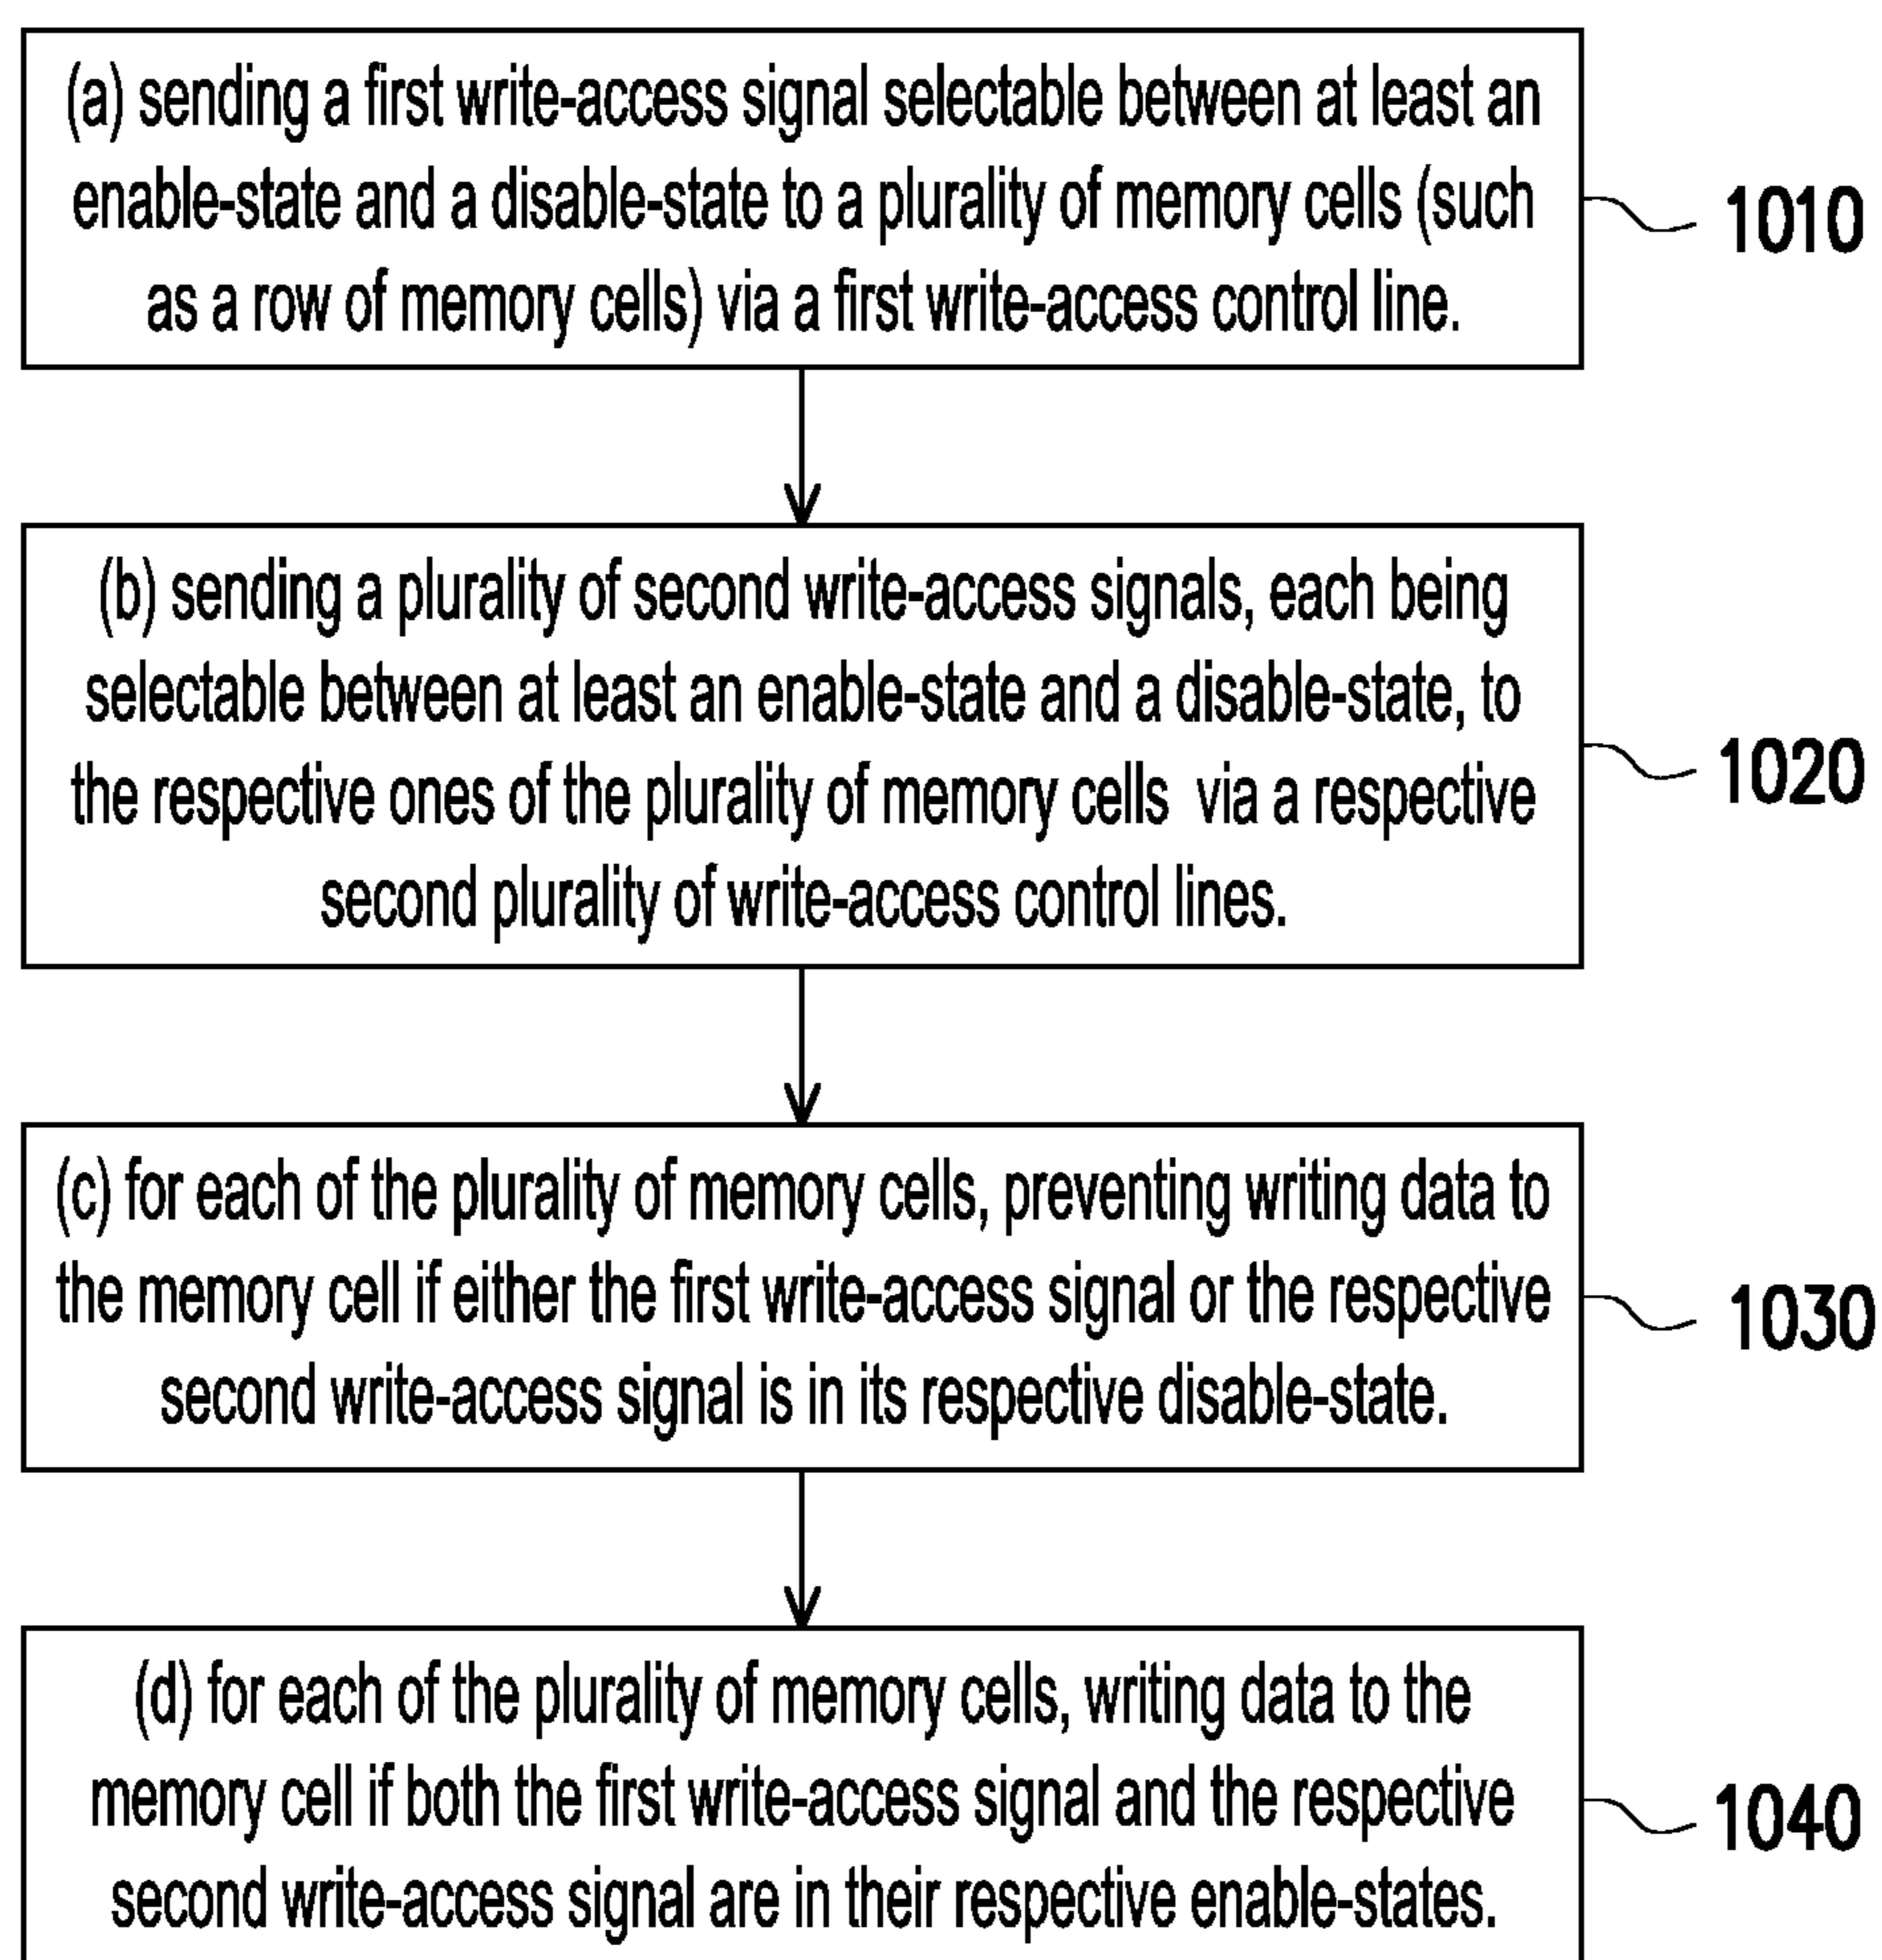 (a) sending a first write-access signal selectable between at least an
enable-state and a disable-state to a plurality of memory cells (such
as a row of memory cells) via a first write-access control line.
1010
(b) sending a plurality of second write-access signals, each being
selectable between at least an enable-state and a disable-state, to
the respective ones of the plurality of memory cells via a respective
second plurality of write-access control lines.
1020
(c) for each of the plurality of memory cells, preventing writing data to
the memory cell if either the first write-access signal or the respective
second write-access signal is in its respective disable-state.
1030
(d) for each of the plurality of memory cells, writing data to the
memory cell if both the first write-access signal and the respective
second write-access signal are in their respective enable-states.
1040